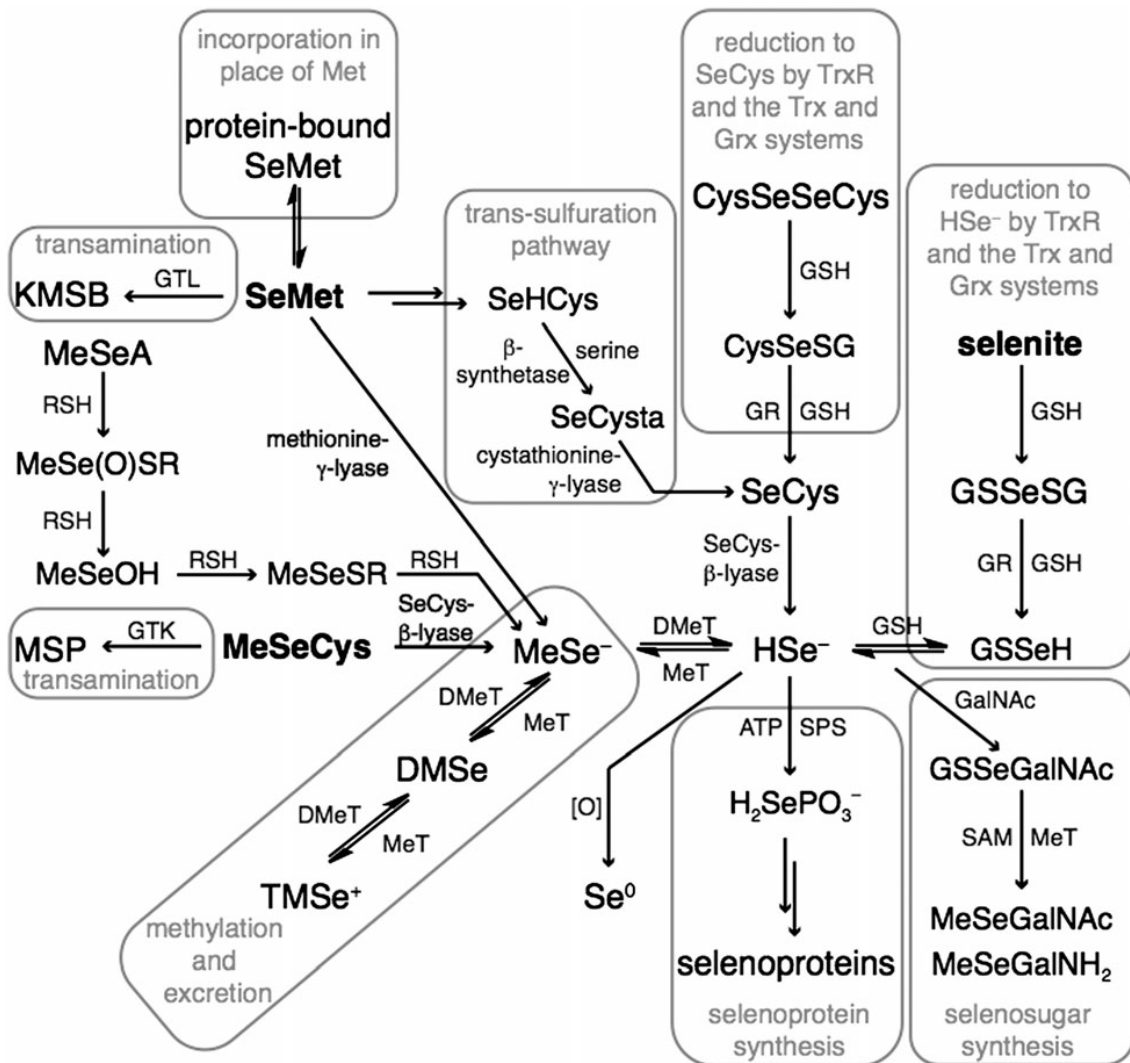 incorporation in
place of Met
protein-bound
SeMet
reduction to
SeCys by TrxR
and the Trx and
Grx systems
CysSeSeCys
GSH
CysSeSG
GR GSH
SeCys
SeCys-
β-lyase
reduction to
HSe⁻ by TrxR
and the Trx and
Grx systems
selenite
GSH
GSSeSG
GR GSH
GSSeH
transamination
KMSB
GTL
SeMet
trans-sulfuration
pathway
SeHCys
β-
synthetase
serine
SeCysta
cystathionine-
γ-lyase
methionine-
γ-lyase
MeSeA
RSH
MeSe(O)SR
RSH
MeSeOH
RSH
MeSeSR
RSH
MSP
GTK
transamination
MeSeCys
SeCys-
β-lyase
MeSe⁻
DMeT
MeT
HSe⁻
GSH
DMeT
MeT
DMSe
DMeT
MeT
TMSe⁺
methylation
and
excretion
[O]
Se⁰
ATP SPS
H₂SePO₃⁻
selenoproteins
selenoprotein
synthesis
GalNAc
GSSeGalNAc
SAM MeT
MeSeGalNAc
MeSeGalNH₂
selenosugar
synthesis